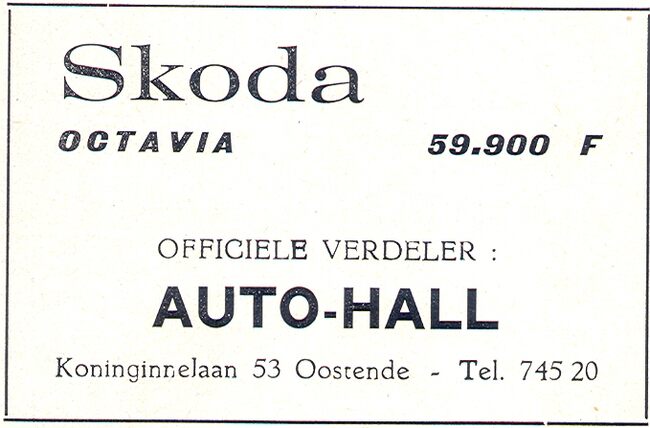 Skoda
OCTAVIA 59.900 F
OFFICIELE VERDELER :
AUTO-HALL
Koninginnelaan 53 Oostende - Tel. 745 20